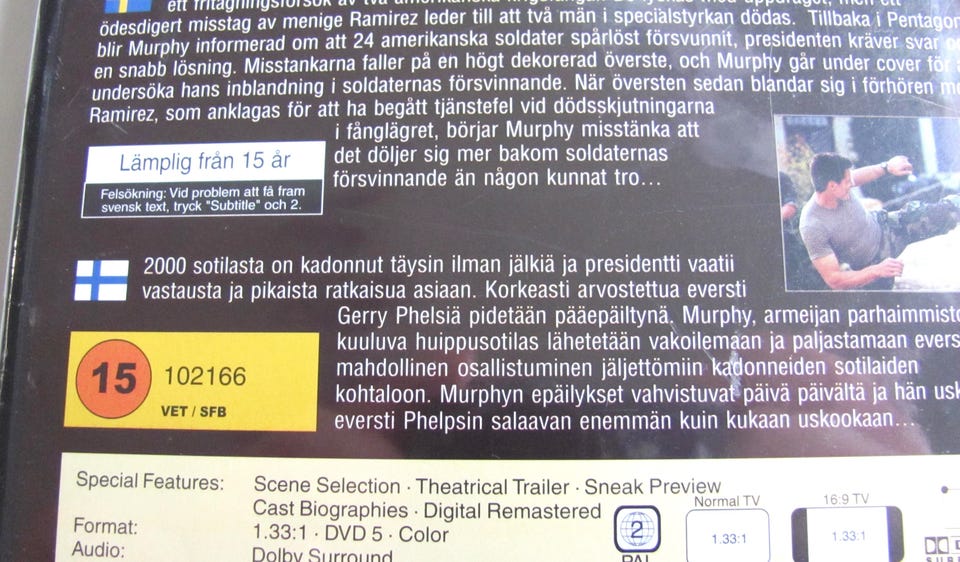 ett fritagningsförsök av två amerikanska
ödesdigert misstag av menige Ramirez leder till att två män i specialstyrkan dödas. Tillbaka i Pentagon
blir Murphy informerad om att 24 amerikanska soldater spårlöst försvunnit, presidenten kräver svar
en snabb lösning. Misstankarna faller på en högt dekorerad överste, och Murphy går under cover för
undersöka hans inblandning i soldaternas försvinnande. När översten sedan blandar sig i förhören
Ramirez, som anklagas för att ha begått tjänstefel vid dödsskjutningarna
i fånglägret, börjar Murphy misstänka att
det döljer sig mer bakom soldaternas
försvinnande än någon kunnat tro...
Lämplig från 15 år
Felsökning: Vid problem att få fram
svensk text, tryck "Subtitle" och 2.
2000 sotilasta on kadonnut täysin ilman jälkiä ja presidentti vaatii
vastausta ja pikaista ratkaisua asiaan. Korkeasti arvostettua eversti
Gerry Phelsiä pidetään pääepäiltynä. Murphy, armeijan parhaimmisto
kuuluva huippusotilas lähetetään vakoilemaan ja paljastamaan evers
mahdollinen osallistuminen jäljettömiin kadonneiden sotilaiden
kohtaloon. Murphyn epäilykset vahvistuvat päivä päivältä ja hän usk
eversti Phelpsin salaavan enemmän kuin kukaan uskookaan...
15
102166
VET / SFB
Special Features: Scene Selection · Theatrical Trailer · Sneak Preview
Cast Biographies · Digital Remastered
Format: 1.33:1 · DVD 5 · Color
Audio: Dolby Surround
2
PAL
Normal TV
1.33:1
16:9 TV
1.33:1